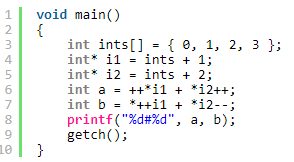 1 void main()
2 {
3     int ints[] = { 0, 1, 2, 3 };
4     int* i1 = ints + 1;
5     int* i2 = ints + 2;
6     int a = ++*i1 + *i2++;
7     int b = *++i1 + *i2--;
8     printf("%d#%d", a, b);
9     getch();
10 }